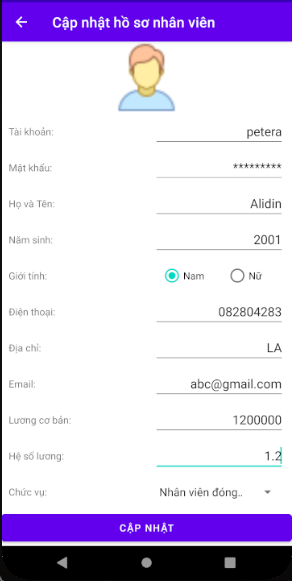 Cập nhật hồ sơ nhân viên
Tài khoản: petera
Mật khẩu: *********
Họ và Tên: Alidin
Năm sinh: 2001
Giới tính: Nam Nữ
Điện thoại: 082804283
Địa chỉ: LA
Email: abc@gmail.com
Lương cơ bản: 1200000
Hệ số lương: 1.2
Chức vụ: Nhân viên đóng..
CẬP NHẬT